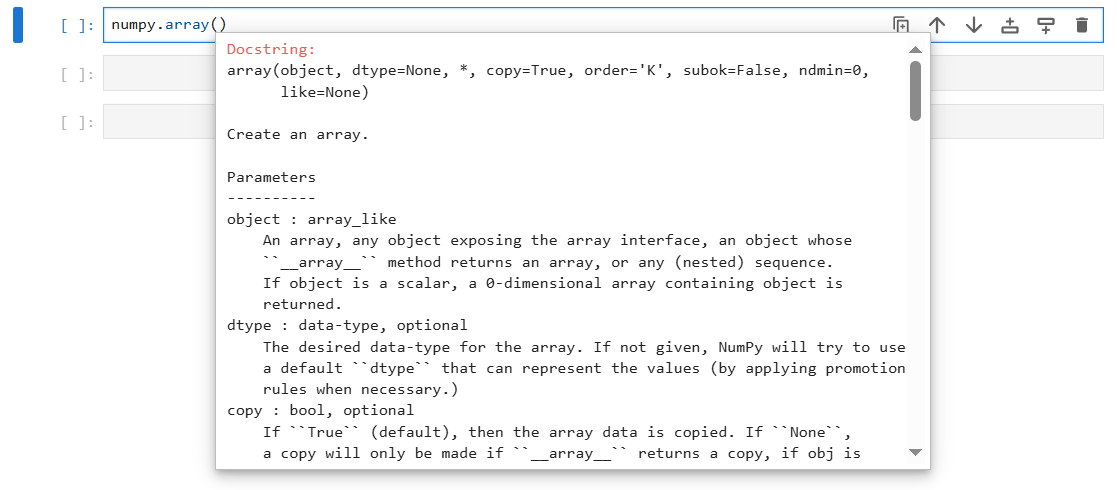 [ ]: numpy.array()
Docstring:
array(object, dtype=None, *, copy=True, order='K', subok=False, ndmin=0,
      like=None)
[ ]:
Create an array.
[ ]:
Parameters
----------
object : array_like
    An array, any object exposing the array interface, an object whose
    ``__array__`` method returns an array, or any (nested) sequence.
    If object is a scalar, a 0-dimensional array containing object is
    returned.
dtype : data-type, optional
    The desired data-type for the array. If not given, NumPy will try to use
    a default ``dtype`` that can represent the values (by applying promotion
    rules when necessary.)
copy : bool, optional
    If ``True`` (default), then the array data is copied. If ``None``,
    a copy will only be made if ``__array__`` returns a copy, if obj is